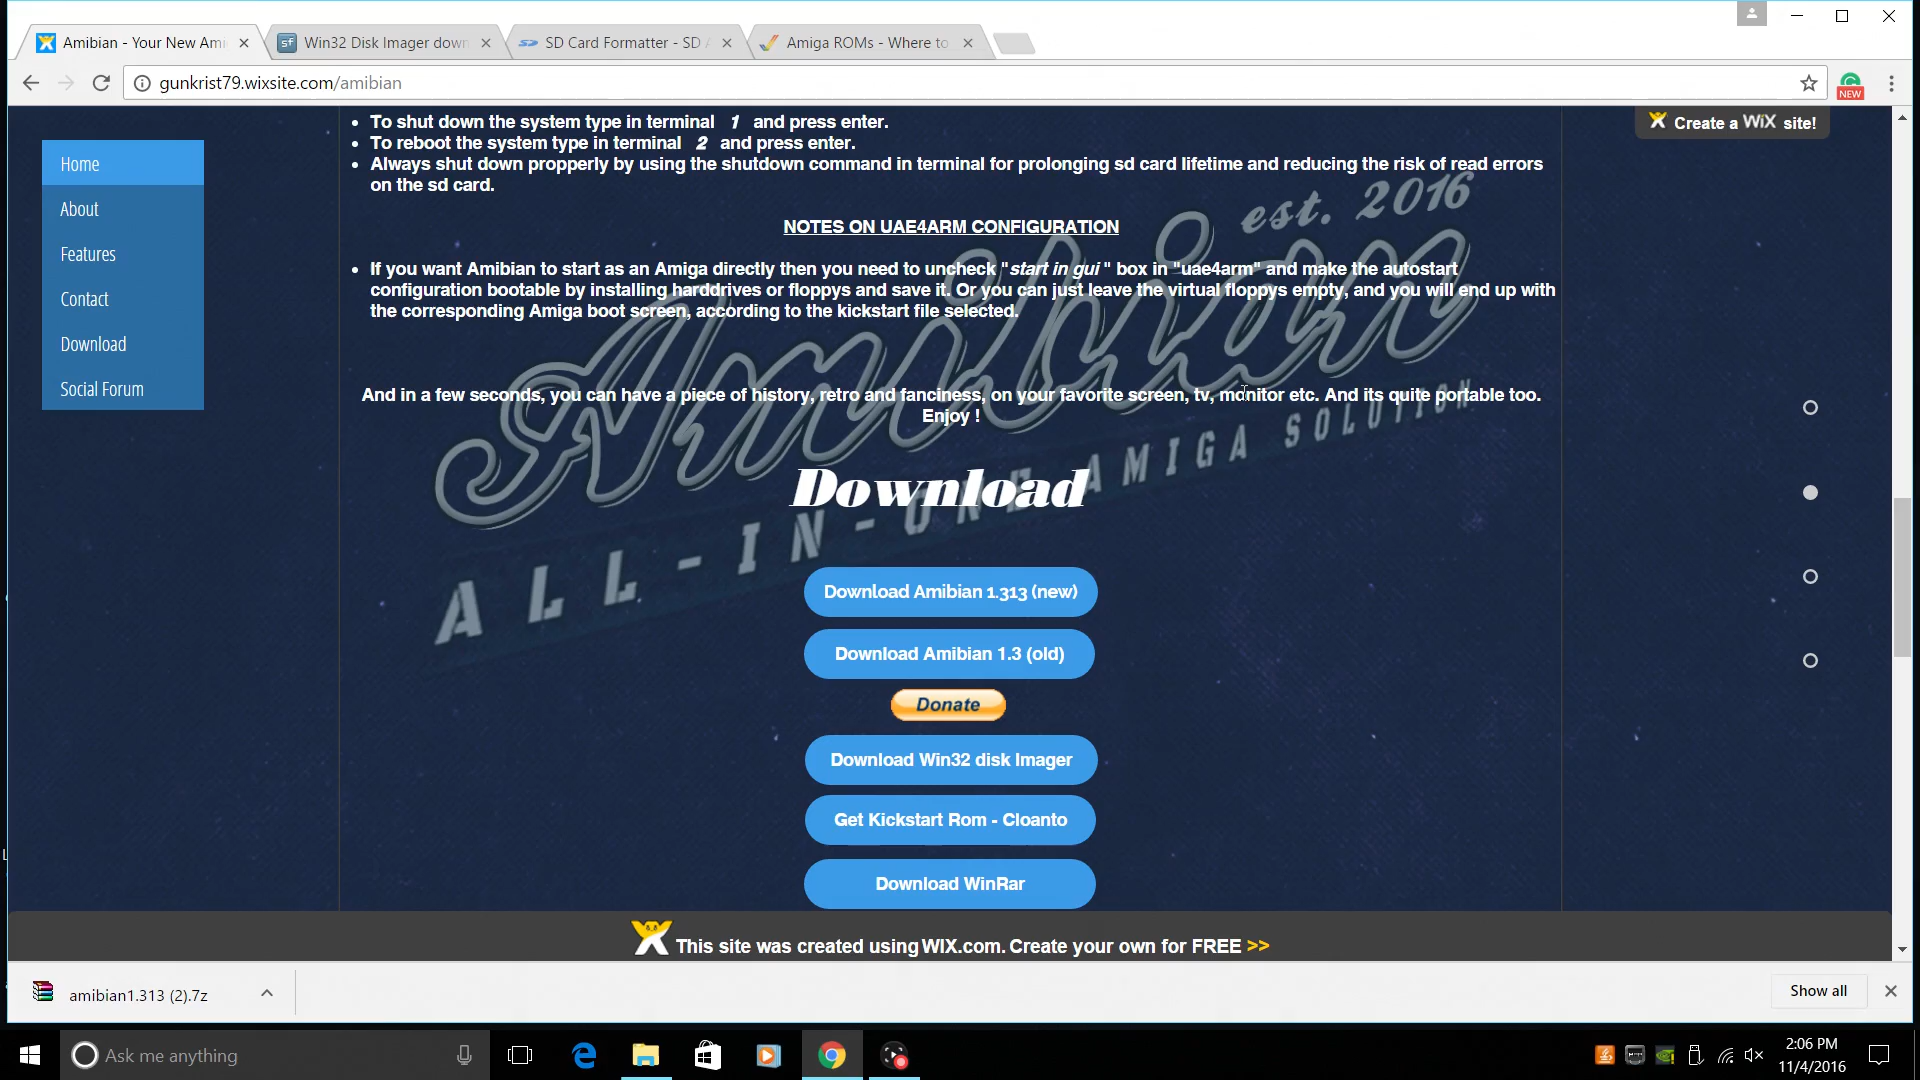 Amibian - Your New Ami
Win32 Disk Imager down
SD Card Formatter - SD A
Amiga ROMs - Where to
gunkrist79.wixsite.com/amibian
NEW
Create a WiX site!
Home
About
Features
Contact
Download
Social Forum
• To shut down the system type in terminal 1 and press enter.
• To reboot the system type in terminal 2 and press enter.
• Always shut down propperly by using the shutdown command in terminal for prolonging sd card lifetime and reducing the risk of read errors
on the sd card.
est. 2016
NOTES ON UAE4ARM CONFIGURATION
• If you want Amibian to start as an Amiga directly then you need to uncheck "start in gui " box in "uae4arm" and make the autostart
configuration bootable by installing harddrives or floppys and save it. Or you can just leave the virtual floppys empty, and you will end up with
the corresponding Amiga boot screen, according to the kickstart file selected.
Amibian
And in a few seconds, you can have a piece of history, retro and fanciness, on your favorite screen, tv, monitor etc. And its quite portable too.
Enjoy !
ALL-IN-ONE AMIGA SOLUTION
Download
Download Amibian 1.313 (new)
Download Amibian 1.3 (old)
Donate
Download Win32 disk Imager
Get Kickstart Rom - Cloanto
Download WinRar
This site was created using WIX.com. Create your own for FREE >>
amibian1.313 (2).7z
Show all
Ask me anything
2:06 PM
11/4/2016